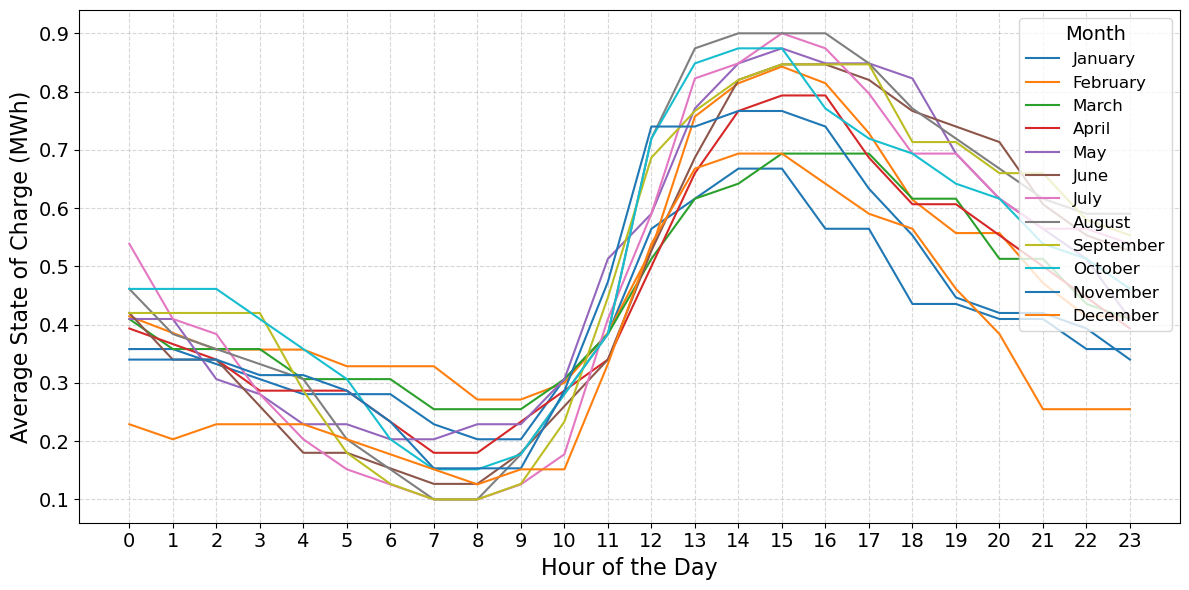 Average State of Charge (MWh)
0.9
0.8
0.7
0.6
0.5
0.4
0.3
0.2
0.1
Month
January
February
March
April
May
June
July
August
September
October
November
December
0 1 2 3 4 5 6 7 8 9 10 11 12 13 14 15 16 17 18 19 20 21 22 23
Hour of the Day